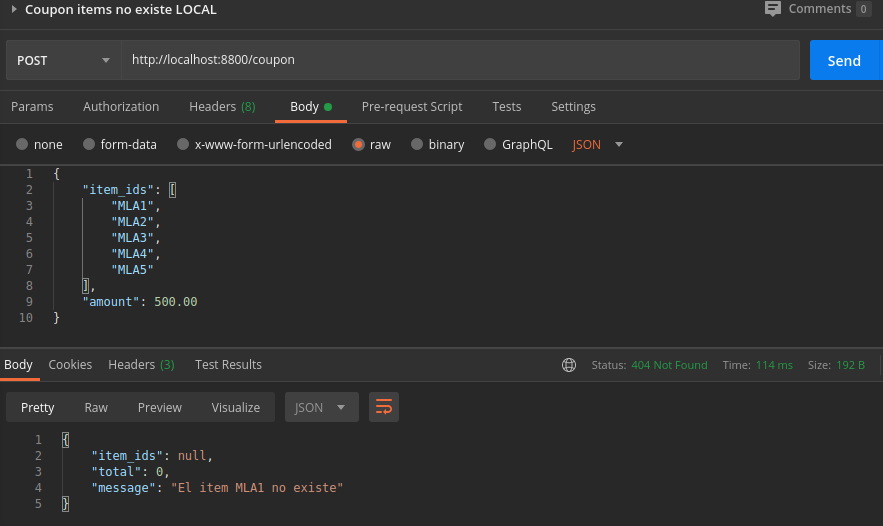 Coupon items no existe LOCAL Comments 0
POST http://localhost:8800/coupon Send
Params Authorization Headers (8) Body Pre-request Script Tests Settings
none form-data x-www-form-urlencoded raw binary GraphQL JSON
1 {
2 "item_ids": [
3 "MLA1",
4 "MLA2",
5 "MLA3",
6 "MLA4",
7 "MLA5"
8 ],
9 "amount": 500.00
10 }
Body Cookies Headers (3) Test Results Status: 404 Not Found Time: 114 ms Size: 192 B
Pretty Raw Preview Visualize JSON
1 {
2 "item_ids": null,
3 "total": 0,
4 "message": "El item MLA1 no existe"
5 }